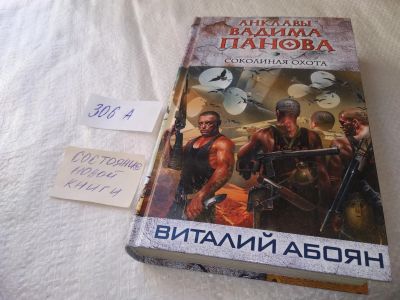 АНКЛАВЫ
ВАДИМА
ПАНОВА
СОКОЛИНАЯ ОХОТА
306 А
СОСТОЯНИЕ
НОВОЙ
КНИГИ
ВИТАЛИЙ АБОЯН